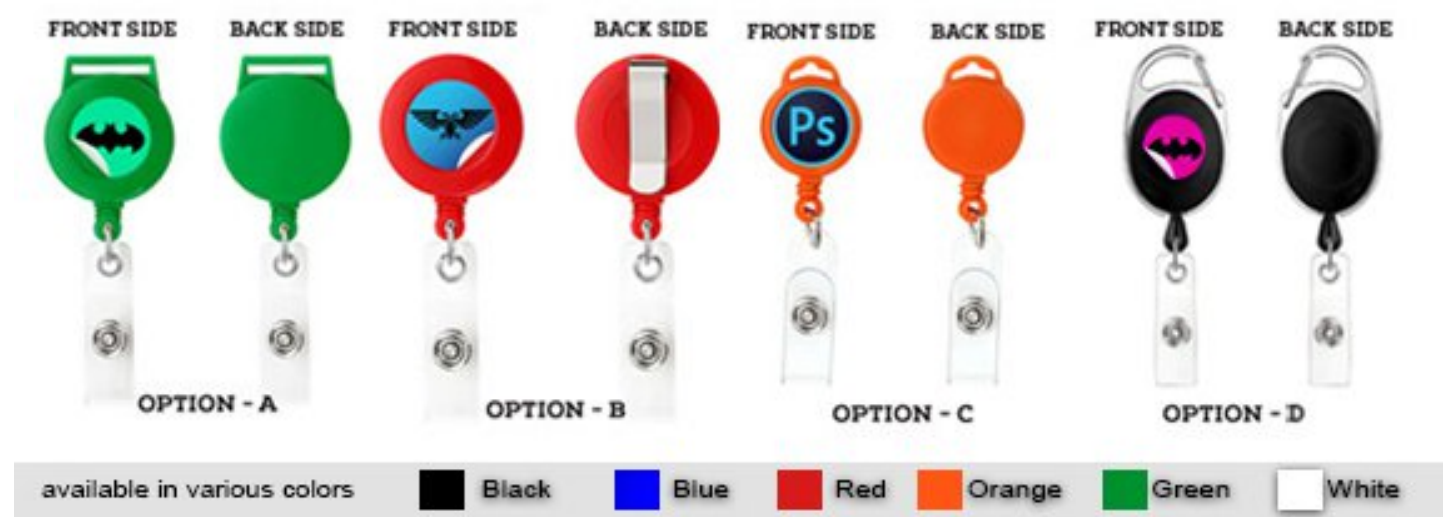 FRONT SIDE BACK SIDE FRONT SIDE BACK SIDE FRONT SIDE BACK SIDE FRONT SIDE BACK SIDE
Ps
OPTION - A OPTION - B OPTION - C OPTION - D
available in various colors Black Blue Red Orange Green White